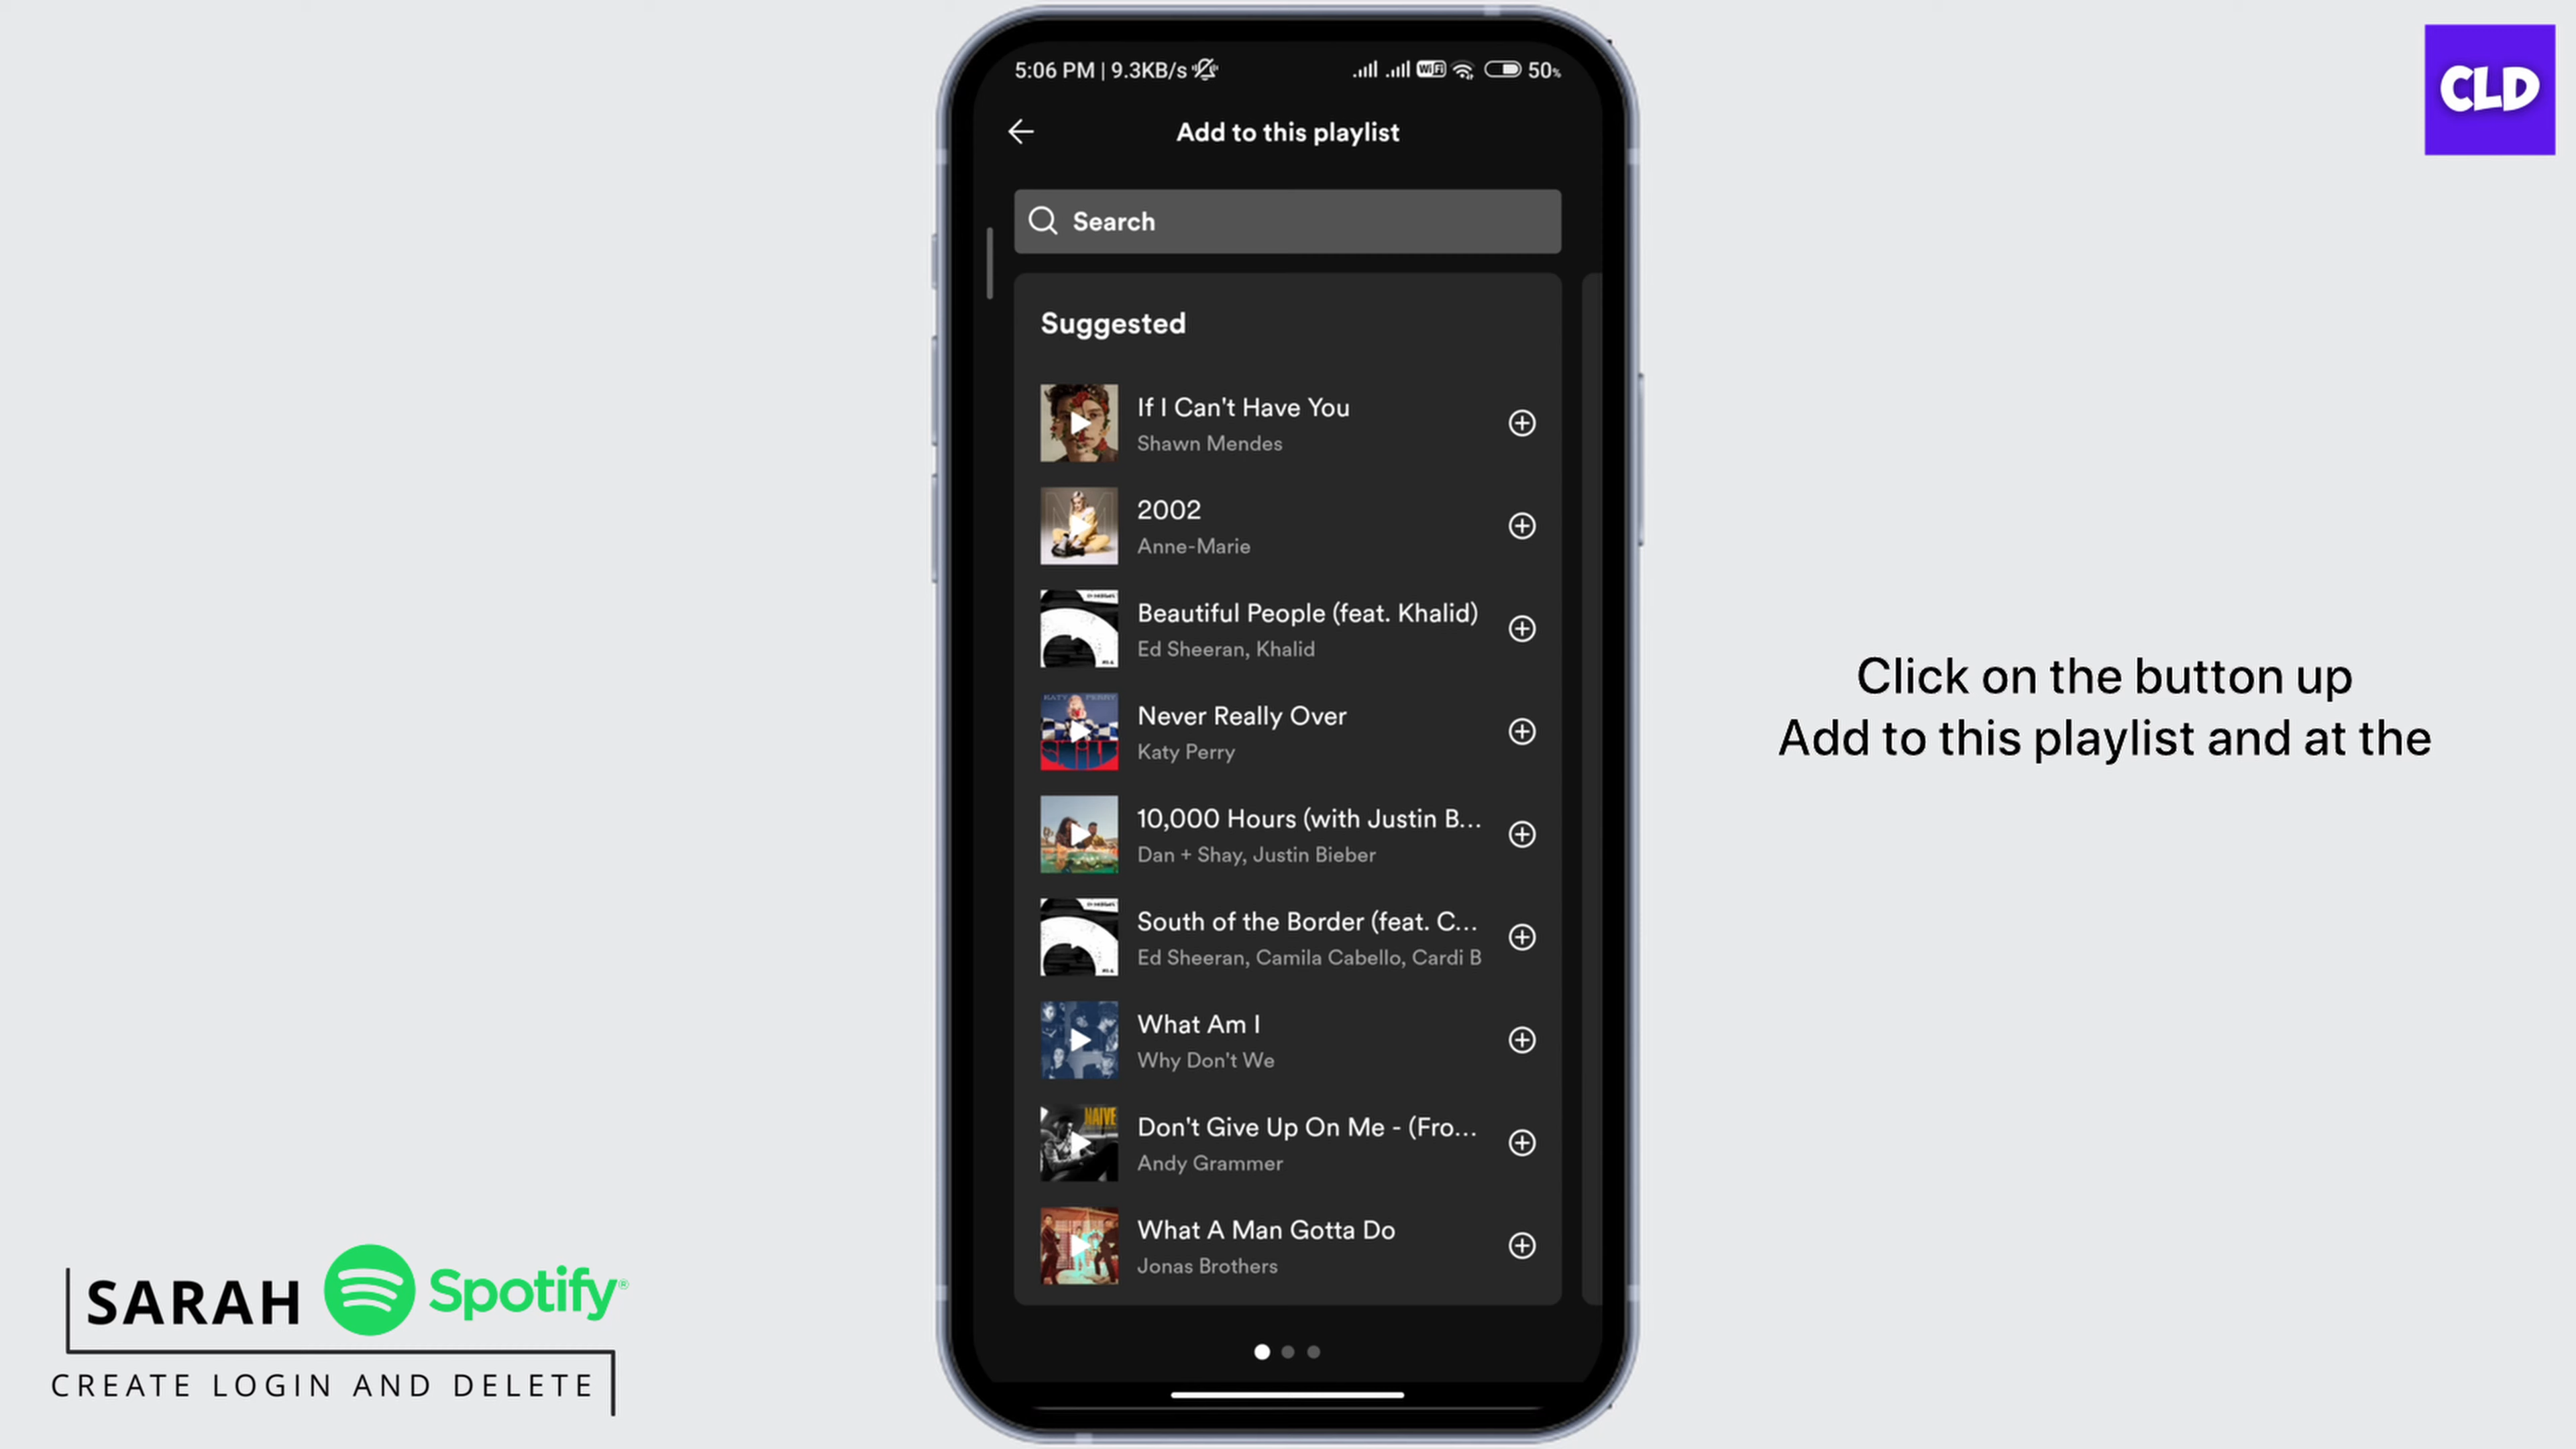 CLD
5:06 PM | 9.3KB/s
WiFi
50%
Add to this playlist
Search
Suggested
If I Can't Have You
Shawn Mendes
2002
Anne-Marie
Beautiful People (feat. Khalid)
Ed Sheeran, Khalid
KATY PERRY
Never Really Over
Katy Perry
10,000 Hours (with Justin B...
Dan + Shay, Justin Bieber
South of the Border (feat. C...
Ed Sheeran, Camila Cabello, Cardi B
What Am I
Why Don't We
NAIVE
Don't Give Up On Me - (Fro...
Andy Grammer
What A Man Gotta Do
Jonas Brothers
Click on the button up
Add to this playlist and at the
SARAH Spotify®
CREATE LOGIN AND DELETE